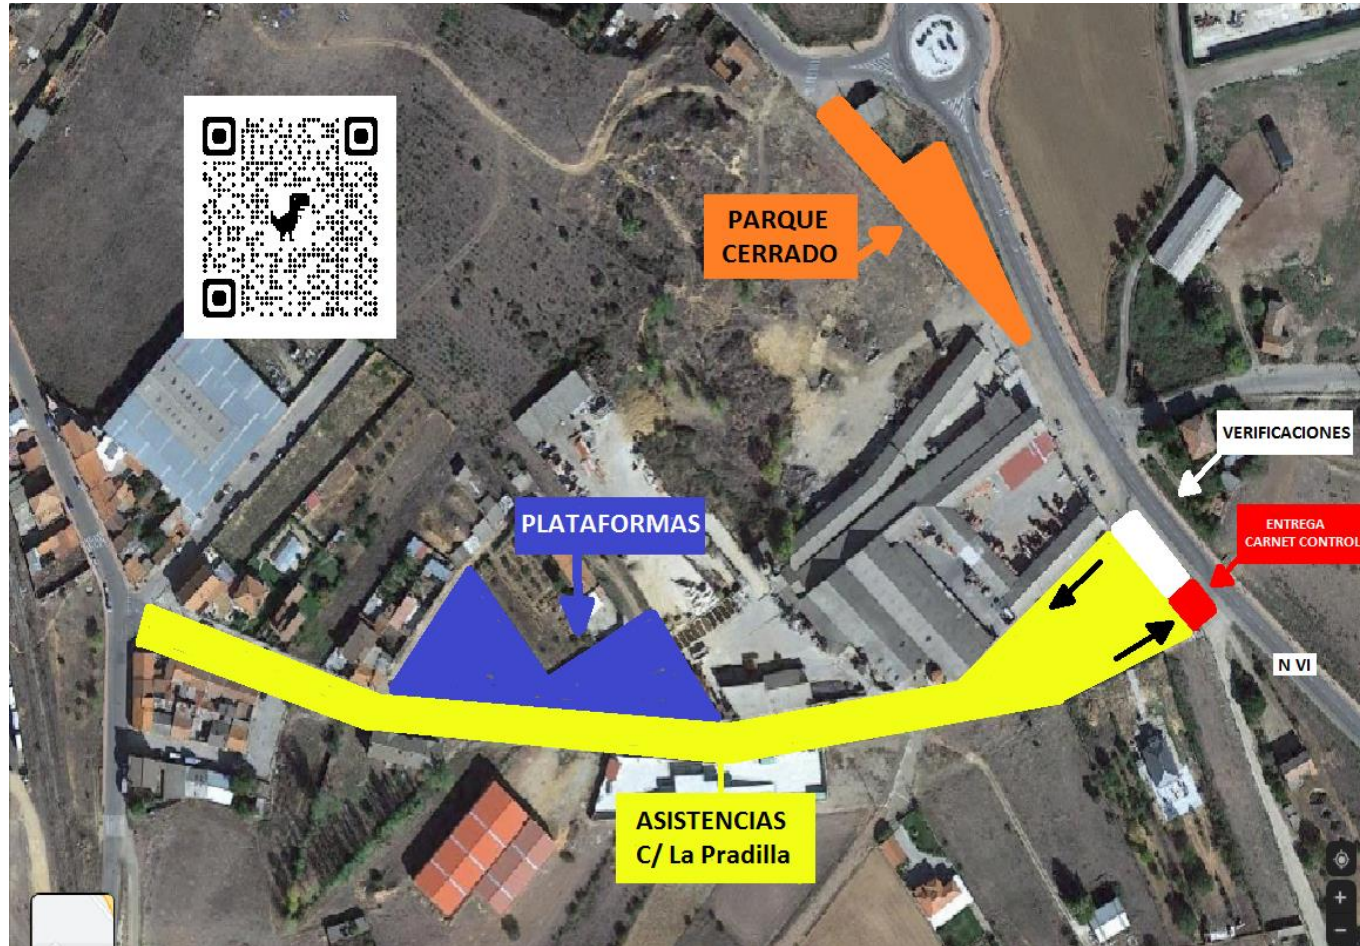 PARQUE
CERRADO
VERIFICACIONES
PLATAFORMAS
ENTREGA
CARNET CONTROL
N VI
ASISTENCIAS
C/ La Pradilla